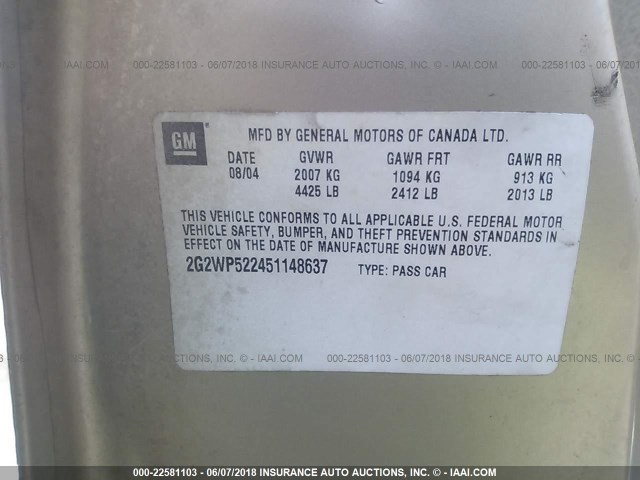 000-22581103 - 06/07/2018 INSURANCE AUTO AUCTIONS, INC. - IAAI.COM
GM
MFD BY GENERAL MOTORS OF CANADA LTD.
DATE GVWR GAWR FRT GAWR RR
08/04 2007 KG 1094 KG 913 KG
4425 LB 2412 LB 2013 LB
THIS VEHICLE CONFORMS TO ALL APPLICABLE U.S. FEDERAL MOTOR
VEHICLE SAFETY, BUMPER, AND THEFT PREVENTION STANDARDS IN
EFFECT ON THE DATE OF MANUFACTURE SHOWN ABOVE.
2G2WP522451148637 TYPE: PASS CAR
AUCTIONS, INC. - IAAI.COM 000-22581103 - 06/07/2018 INSURANCE AUTO AUCTIONS, INC
000-22581103 - 06/07/2018 INSURANCE AUTO AUCTIONS, INC. - IAAI.COM